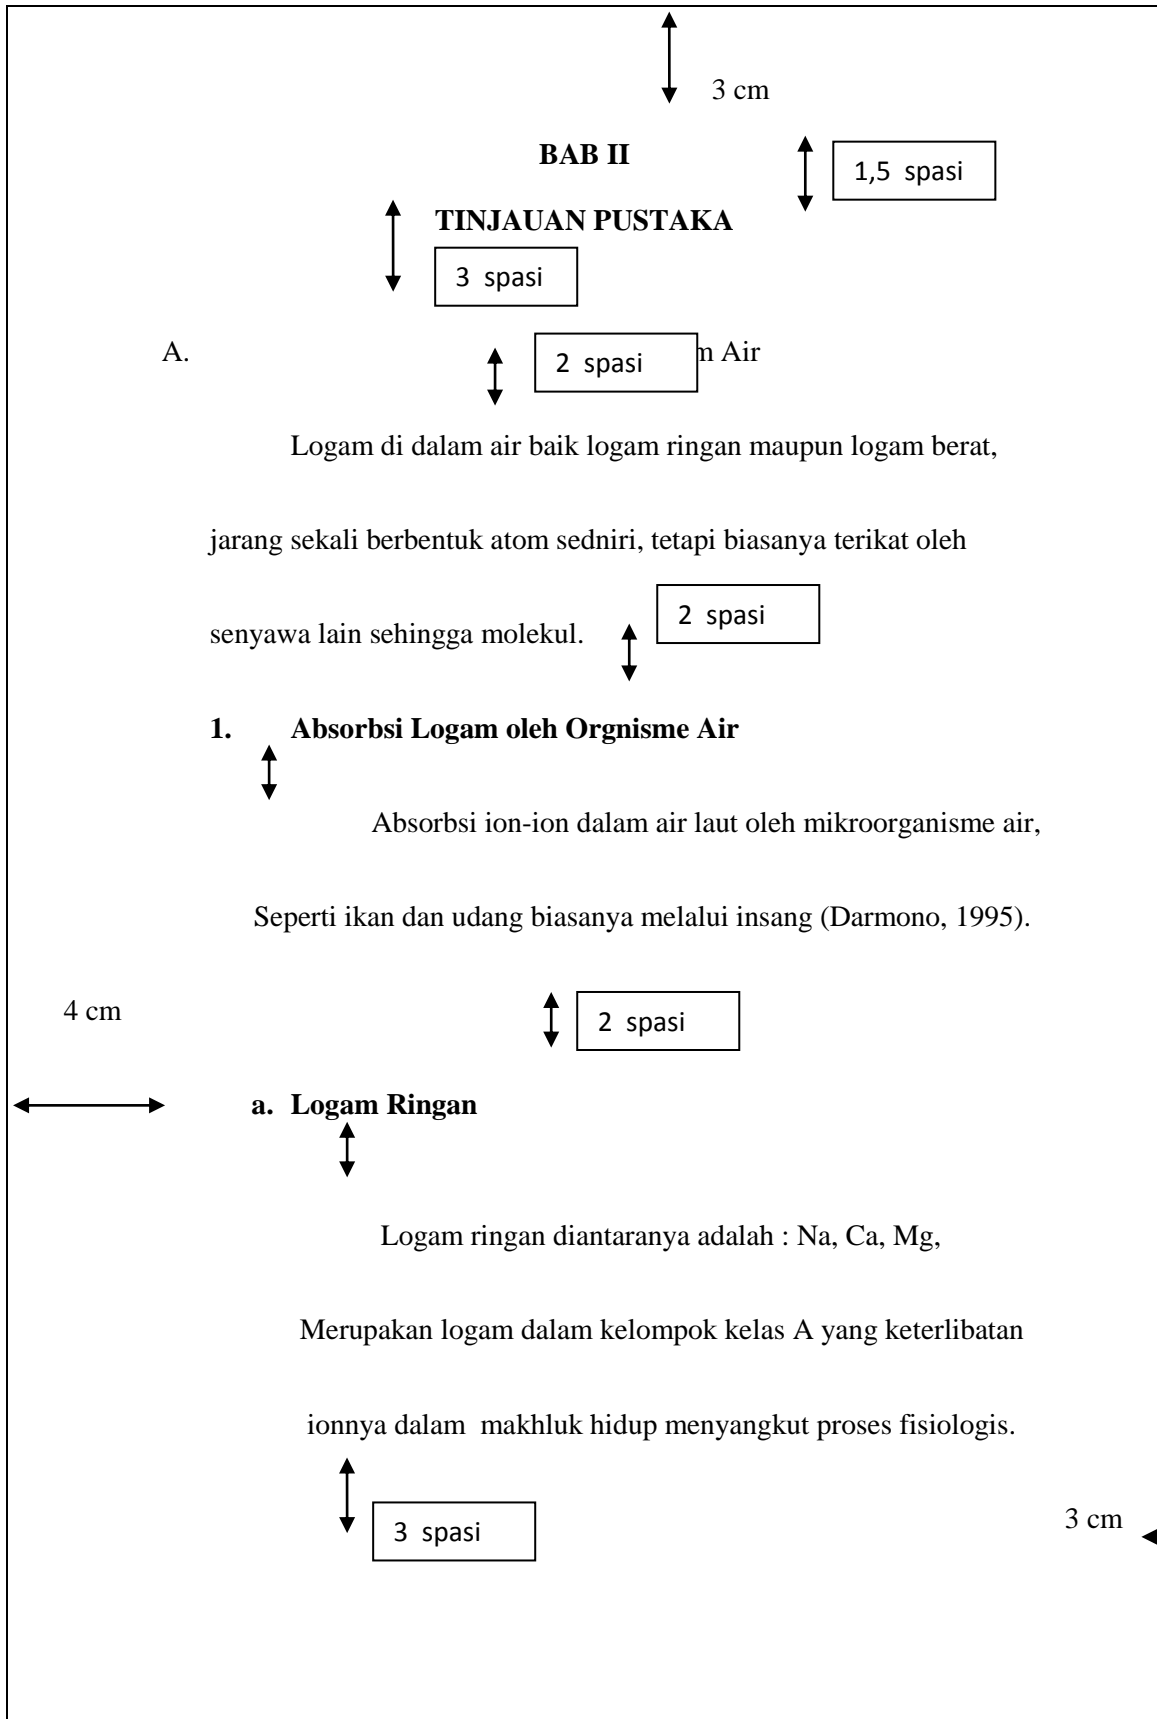 3 cm
BAB II
1,5 spasi
TINJAUAN PUSTAKA
3 spasi
A. Air
2 spasi
Logam di dalam air baik logam ringan maupun logam berat,
jarang sekali berbentuk atom sedniri, tetapi biasanya terikat oleh
2 spasi
senyawa lain sehingga molekul.
1. Absorbsi Logam oleh Orgnisme Air
Absorbsi ion-ion dalam air laut oleh mikroorganisme air,
Seperti ikan dan udang biasanya melalui insang (Darmono, 1995).
4 cm
2 spasi
a. Logam Ringan
Logam ringan diantaranya adalah : Na, Ca, Mg,
Merupakan logam dalam kelompok kelas A yang keterlibatan
ionnya dalam makhluk hidup menyangkut proses fisiologis.
3 spasi
3 cm